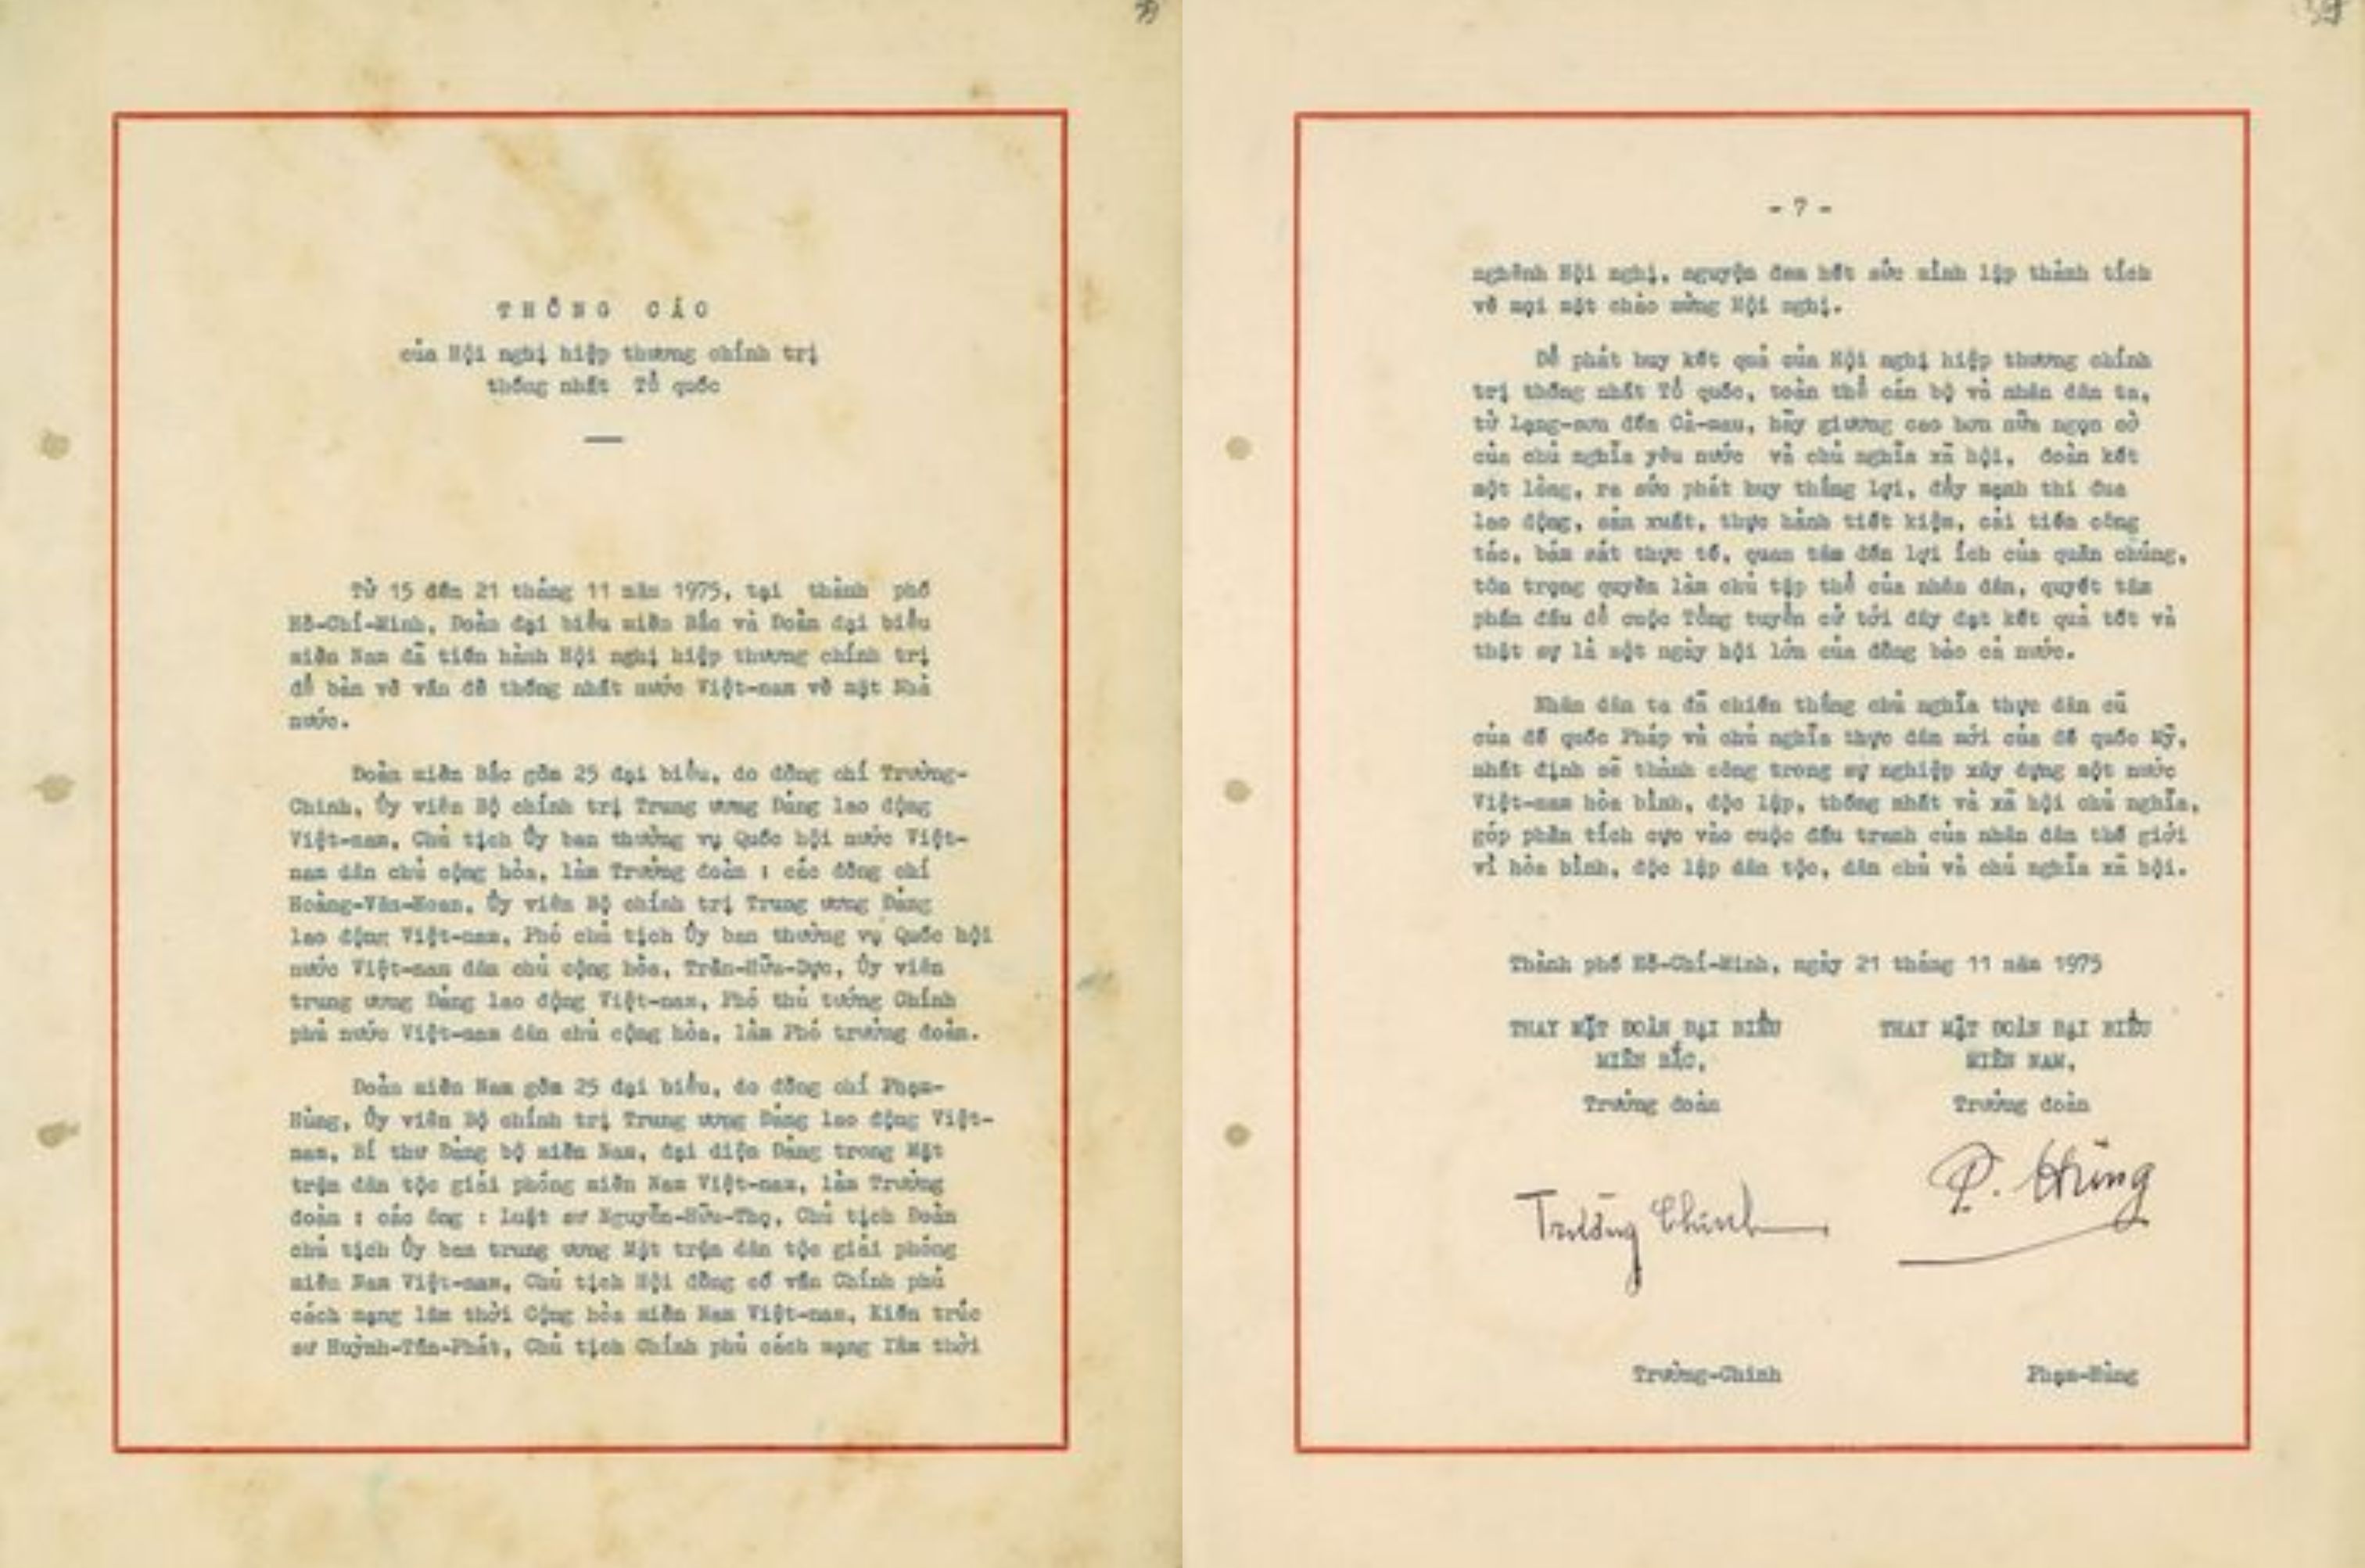 THÔNG CÁO
của Hội nghị hiệp thương chính trị
thống nhất Tổ quốc
Từ 15 đến 21 tháng 11 năm 1975, tại thành phố
Hồ-Chí-Minh, Đoàn đại biểu miền Bắc và Đoàn đại biểu
miền Nam đã tiến hành Hội nghị hiệp thương chính trị
để bàn về vấn đề thống nhất nước Việt-nam về mặt Nhà
nước.
Đoàn miền Bắc gồm 25 đại biểu, do đồng chí Trường-
Chinh, Ủy viên Bộ chính trị Trung ương Đảng lao động
Việt-nam, Chủ tịch Ủy ban thường vụ Quốc hội nước Việt-
nam dân chủ cộng hòa, làm Trưởng đoàn : các đồng chí
Hoàng-Văn-Hoan, Ủy viên Bộ chính trị Trung ương Đảng
lao động Việt-nam, Phó chủ tịch Ủy ban thường vụ Quốc hội
nước Việt-nam dân chủ cộng hòa, Trần-Hữu-Dực, Ủy viên
trung ương Đảng lao động Việt-nam, Phó thủ tướng Chính
phủ nước Việt-nam dân chủ cộng hòa, làm Phó trưởng đoàn.
Đoàn miền Nam gồm 25 đại biểu, do đồng chí Phạm-
Hùng, Ủy viên Bộ chính trị Trung ương Đảng lao động Việt-
nam, Bí thư Đảng bộ miền Nam, đại diện Đảng trong Mặt
trận dân tộc giải phóng miền Nam Việt-nam, làm Trưởng
đoàn : các ông : luật sư Nguyễn-Hữu-Thọ, Chủ tịch Đoàn
chủ tịch Ủy ban trung ương Mặt trận dân tộc giải phóng
miền Nam Việt-nam, Chủ tịch Hội đồng cố vấn Chính phủ
cách mạng lâm thời Cộng hòa miền Nam Việt-nam, Kiến trúc
sư Huỳnh-Tấn-Phát, Chủ tịch Chính phủ cách mạng lâm thời
- 7 -
nghênh Hội nghị, nguyện đem hết sức mình lập thành tích
về mọi mặt chào mừng Hội nghị.
Để phát huy kết quả của Hội nghị hiệp thương chính
trị thống nhất Tổ quốc, toàn thể cán bộ và nhân dân ta,
từ Lạng-sơn đến Cà-mau, hãy giương cao hơn nữa ngọn cờ
của chủ nghĩa yêu nước và chủ nghĩa xã hội, đoàn kết
một lòng, ra sức phát huy thắng lợi, đẩy mạnh thi đua
lao động, sản xuất, thực hành tiết kiệm, cải tiến công
tác, bám sát thực tế, quan tâm đến lợi ích của quần chúng,
tôn trọng quyền làm chủ tập thể của nhân dân, quyết tâm
phấn đấu để cuộc Tổng tuyển cử tới đây đạt kết quả tốt và
thật sự là một ngày hội lớn của đồng bào cả nước.
Nhân dân ta đã chiến thắng chủ nghĩa thực dân cũ
của đế quốc Pháp và chủ nghĩa thực dân mới của đế quốc Mỹ,
nhất định sẽ thành công trong sự nghiệp xây dựng một nước
Việt-nam hòa bình, độc lập, thống nhất và xã hội chủ nghĩa,
góp phần tích cực vào cuộc đấu tranh của nhân dân thế giới
vì hòa bình, độc lập dân tộc, dân chủ và chủ nghĩa xã hội.
Thành phố Hồ-Chí-Minh, ngày 21 tháng 11 năm 1975
THAY MẶT ĐOÀN ĐẠI BIỂU THAY MẶT ĐOÀN ĐẠI BIỂU
MIỀN BẮC, MIỀN NAM,
Trưởng đoàn Trưởng đoàn
Trường Chinh P. Hùng
Trường-Chinh Phạm-Hùng